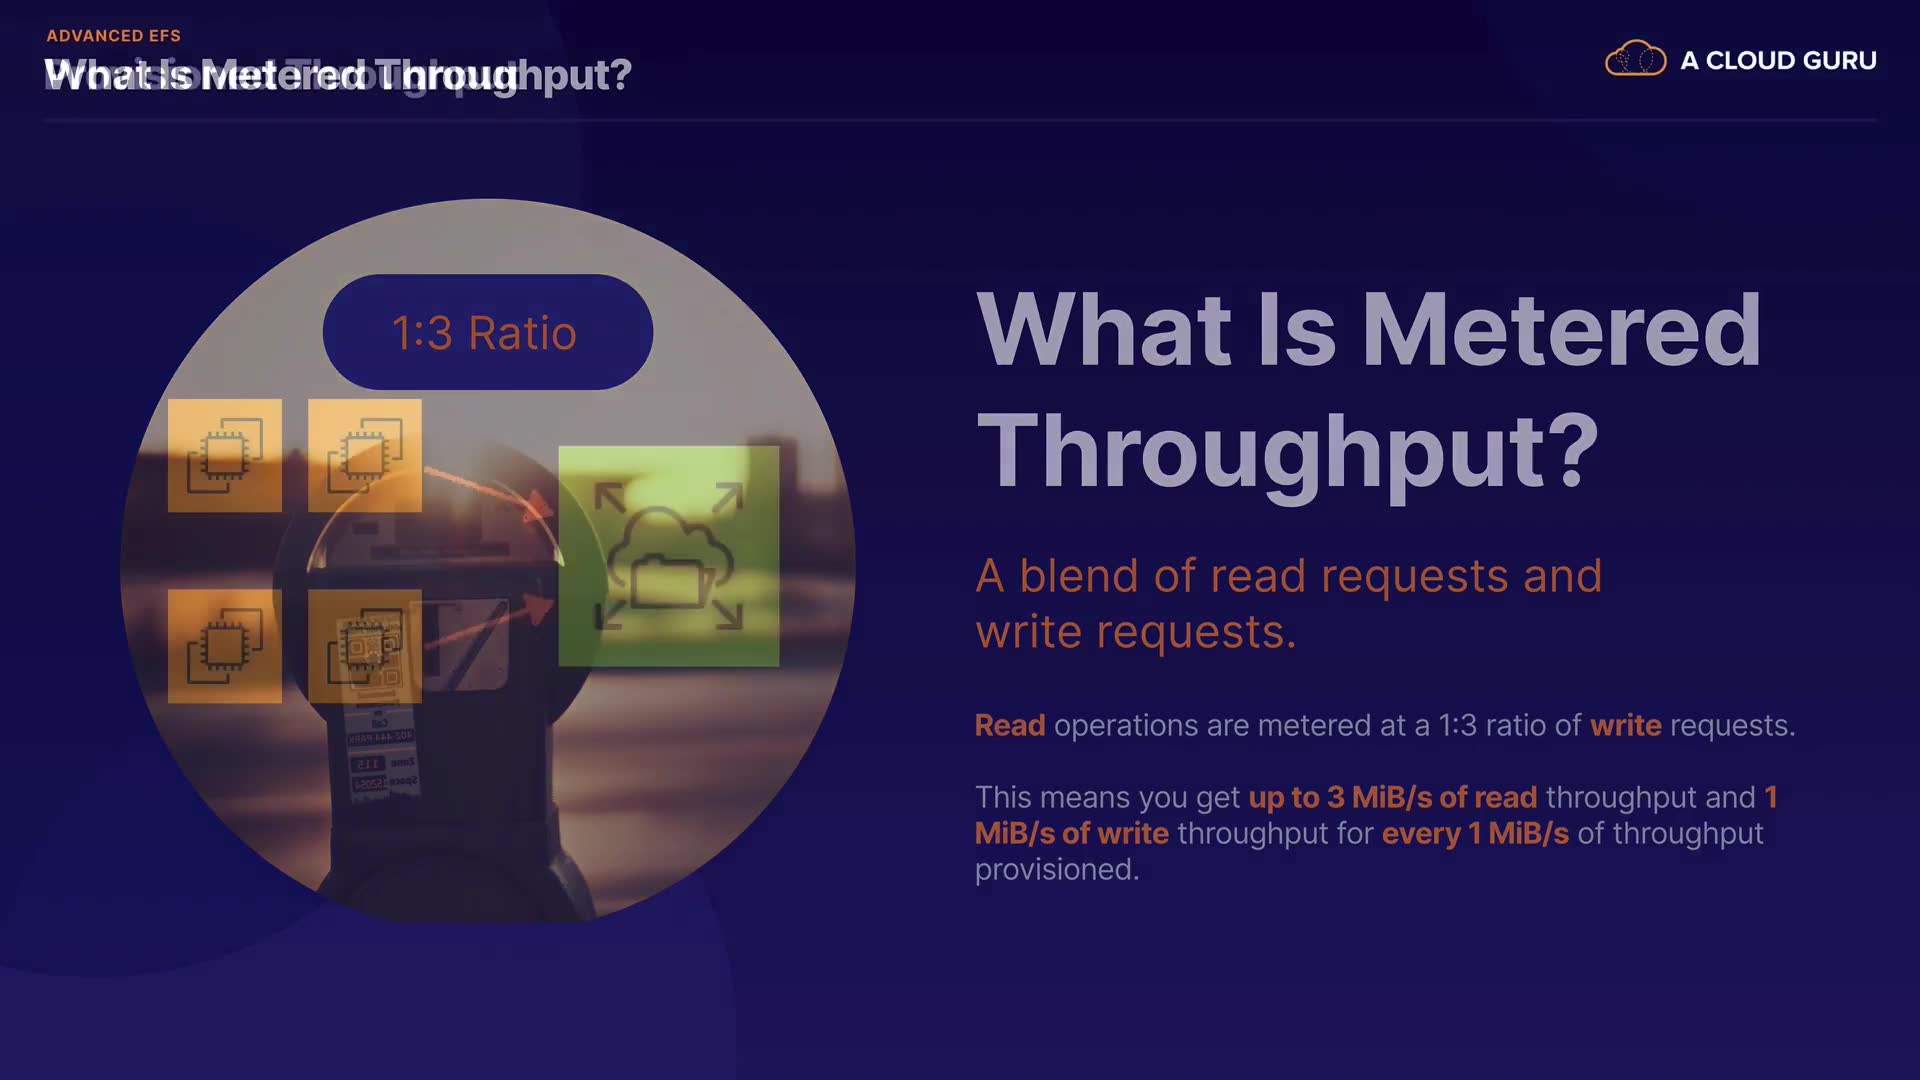 ADVANCED EFS
What Is Metered Throughput?
A CLOUD GURU
1:3 Ratio
What Is Metered
Throughput?
A blend of read requests and
write requests.
Read operations are metered at a 1:3 ratio of write requests.
This means you get up to 3 MiB/s of read throughput and 1
MiB/s of write throughput for every 1 MiB/s of throughput
provisioned.